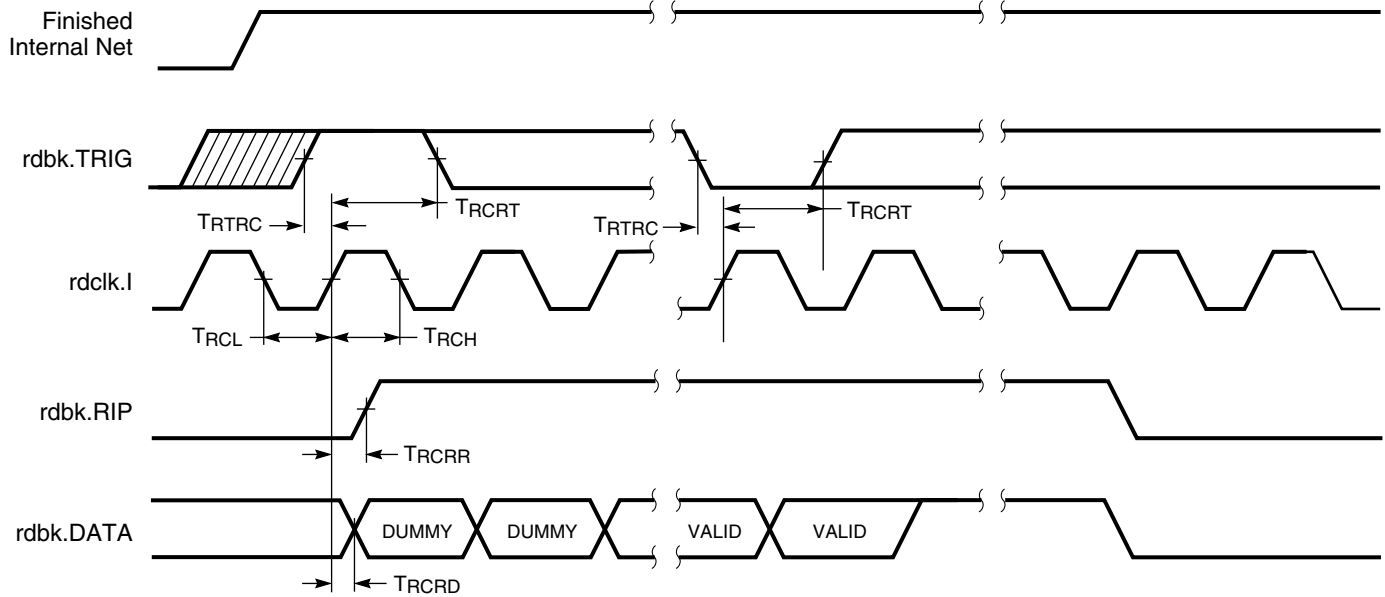 Finished
Internal Net
rdbk.TRIG
TRTRC
TRCRT
TRTRC
TRCRT
rdclk.I
TRCL
TRCH
rdbk.RIP
TRCRR
rdbk.DATA
DUMMY
DUMMY
VALID
VALID
TRCRD